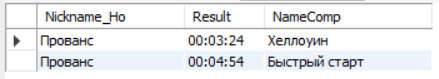 Nickname_Ho Result NameComp
Прованс 00:03:24 Хеллоуин
Прованс 00:04:54 Быстрый старт